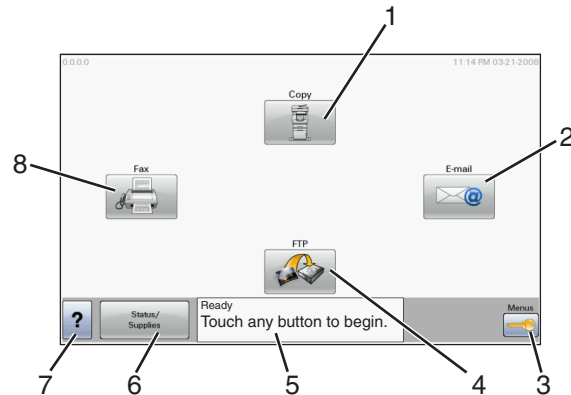 1
0.0.0.0
11:14 PM 03-21-2008
Copy
2
8
Fax
E-mail
@
FTP
Ready
Menus
?
Status/
Supplies
Touch any button to begin.
7
6
5
4
3